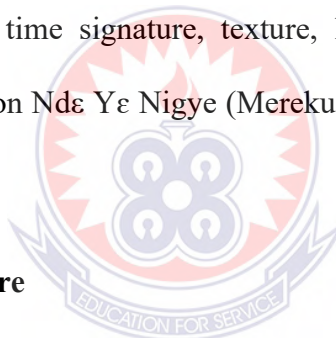 time signature, texture,
on Ndɛ Yɛ Nigye (Mereku
re
EDUCATION FOR SERVICE